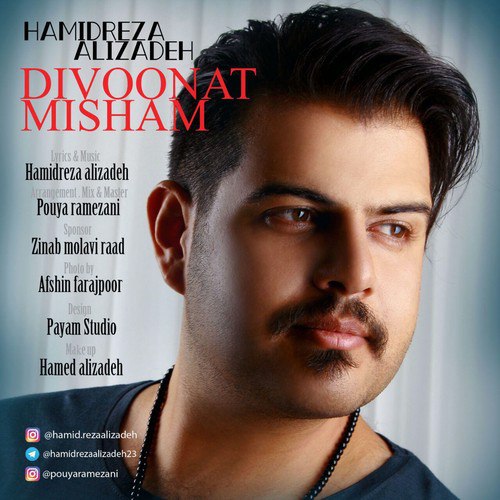 HAMIDREZA
ALIZADEH
DIVOONAT
MISHAM
Lyrics & Music
Hamidreza alizadeh
Arrangement . Mix & Master
Pouya ramezani
Sponsor
Zinab molavi raad
Photo by
Afshin farajpoor
Design
Payam Studio
Make up
Hamed alizadeh
@hamid.rezaalizadeh
@hamidrezaalizadeh23
@pouyaramezani